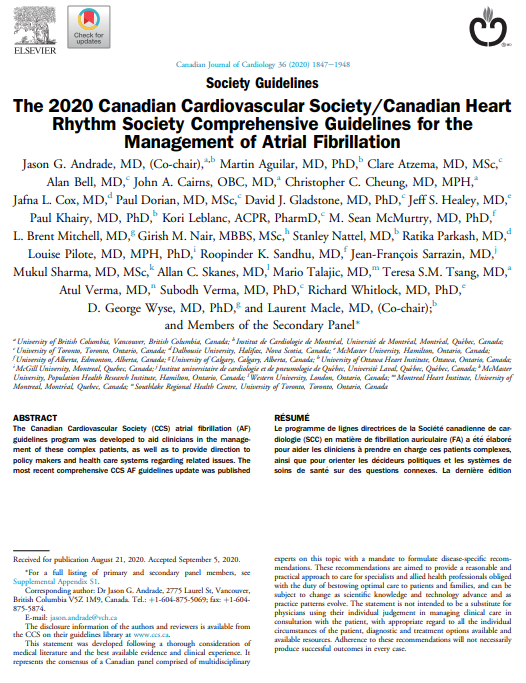 ELSEVIER
Check for
updates
Canadian Journal of Cardiology 36 (2020) 1847–1948
Society Guidelines
The 2020 Canadian Cardiovascular Society/Canadian Heart
Rhythm Society Comprehensive Guidelines for the
Management of Atrial Fibrillation
Jason G. Andrade, MD, (Co-chair),a,b Martin Aguilar, MD, PhD,b Clare Atzema, MD, MSc,c
Alan Bell, MD,c John A. Cairns, OBC, MD,a Christopher C. Cheung, MD, MPH,a
Jafna L. Cox, MD,d Paul Dorian, MD, MSc,c David J. Gladstone, MD, PhD,c Jeff S. Healey, MD,e
Paul Khairy, MD, PhD,b Kori Leblanc, ACPR, PharmD,c M. Sean McMurtry, MD, PhD,f
L. Brent Mitchell, MD,g Girish M. Nair, MBBS, MSc,h Stanley Nattel, MD,b Ratika Parkash, MD,d
Louise Pilote, MD, MPH, PhD,i Roopinder K. Sandhu, MD,f Jean-François Sarrazin, MD,j
Mukul Sharma, MD, MSc,k Allan C. Skanes, MD,l Mario Talajic, MD,m Teresa S.M. Tsang, MD,a
Atul Verma, MD,n Subodh Verma, MD, PhD,c Richard Whitlock, MD, PhD,e
D. George Wyse, MD, PhD,g and Laurent Macle, MD, (Co-chair);b
and Members of the Secondary Panel*
a University of British Columbia, Vancouver, British Columbia, Canada; b Institut de Cardiologie de Montréal, Université de Montréal, Montréal, Québec, Canada;
c University of Toronto, Toronto, Ontario, Canada; d Dalhousie University, Halifax, Nova Scotia, Canada; e McMaster University, Hamilton, Ontario, Canada;
f University of Alberta, Edmonton, Alberta, Canada; g University of Calgary, Calgary, Alberta, Canada; h University of Ottawa Heart Institute, Ottawa, Ontario, Canada;
i McGill University, Montreal, Quebec, Canada; j Institut universitaire de cardiologie et de pneumologie de Québec, Université Laval, Québec, Québec, Canada; k McMaster
University, Population Health Research Institute, Hamilton, Ontario, Canada; l Western University, London, Ontario, Canada; m Montreal Heart Institute, University of
Montreal, Montréal, Quebec, Canada; n Southlake Regional Health Centre, University of Toronto, Toronto, Ontario, Canada
ABSTRACT
The Canadian Cardiovascular Society (CCS) atrial fibrillation (AF)
guidelines program was developed to aid clinicians in the manage-
ment of these complex patients, as well as to provide direction to
policy makers and health care systems regarding related issues. The
most recent comprehensive CCS AF guidelines update was published
RÉSUMÉ
Le programme de lignes directrices de la Société canadienne de car-
diologie (SCC) en matière de fibrillation auriculaire (FA) a été élaboré
pour aider les cliniciens à prendre en charge ces patients complexes,
ainsi que pour orienter les décideurs politiques et les systèmes de
soins de santé sur des questions connexes. La dernière édition
Received for publication August 21, 2020. Accepted September 5, 2020.
*For a full listing of primary and secondary panel members, see
Supplemental Appendix S1.
Corresponding author: Dr Jason G. Andrade, 2775 Laurel St, Vancouver,
British Columbia V5Z 1M9, Canada. Tel.: +1-604-875-5069; fax: +1-604-
875-5874.
E-mail: jason.andrade@vch.ca
The disclosure information of the authors and reviewers is available from
the CCS on their guidelines library at www.ccs.ca.
This statement was developed following a thorough consideration of
medical literature and the best available evidence and clinical experience. It
represents the consensus of a Canadian panel comprised of multidisciplinary
experts on this topic with a mandate to formulate disease-specific recom-
mendations. These recommendations are aimed to provide a reasonable and
practical approach to care for specialists and allied health professionals obliged
with the duty of bestowing optimal care to patients and families, and can be
subject to change as scientific knowledge and technology advance and as
practice patterns evolve. The statement is not intended to be a substitute for
physicians using their individual judgement in managing clinical care in
consultation with the patient, with appropriate regard to all the individual
circumstances of the patient, diagnostic and treatment options available and
available resources. Adherence to these recommendations will not necessarily
produce successful outcomes in every case.